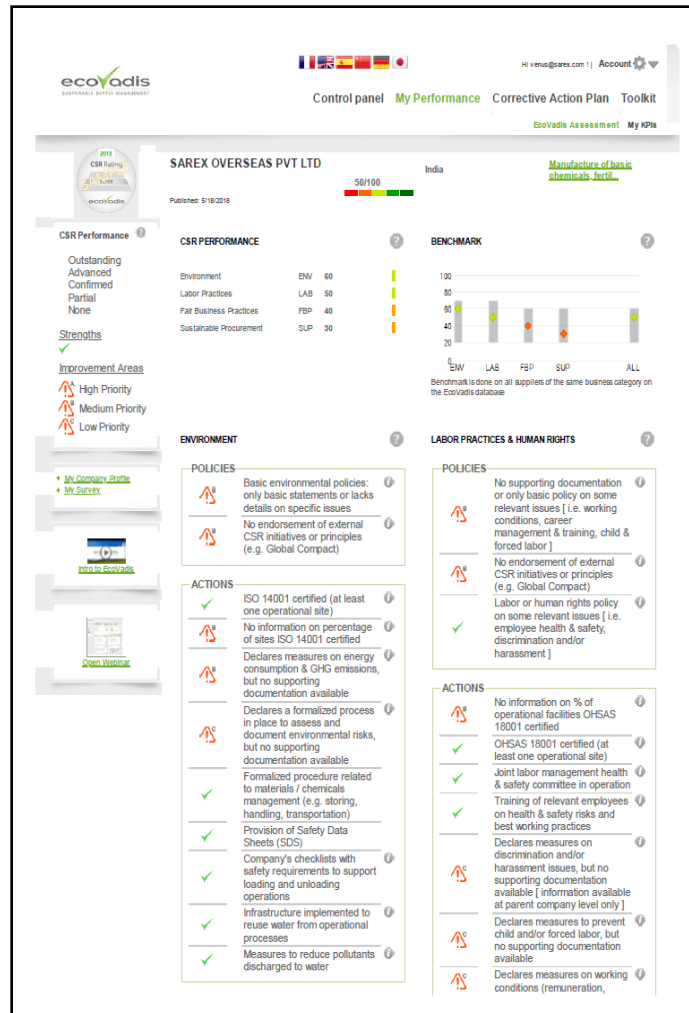 ecoVadis
SUSTAINABLE SUPPLY MANAGEMENT
Hi venus@sarex.com ! | Account
Control panel My Performance Corrective Action Plan Toolkit
EcoVadis Assessment My KPIs
2018
CSR Rating
ecoVadis
SAREX OVERSEAS PVT LTD
India
Manufacture of basic
chemicals, fertil...
50/100
Published: 5/18/2018
CSR Performance ?
Outstanding
Advanced
Confirmed
Partial
None
Strengths
Improvement Areas
A High Priority
B Medium Priority
C Low Priority
+ My Company Profile
+ My Survey
Intro to EcoVadis
Open Webinar
CSR PERFORMANCE ?
Environment ENV 60
Labor Practices LAB 50
Fair Business Practices FBP 40
Sustainable Procurement SUP 30
BENCHMARK ?
100
80
60
40
20
0
ENV LAB FBP SUP ALL
Benchmark is done on all suppliers of the same business category on
the EcoVadis database
ENVIRONMENT ?
POLICIES
B Basic environmental policies: i
only basic statements or lacks
details on specific issues
B No endorsement of external i
CSR initiatives or principles
(e.g. Global Compact)
ACTIONS
ISO 14001 certified (at least i
one operational site)
B No information on percentage i
of sites ISO 14001 certified
B Declares measures on energy i
consumption & GHG emissions,
but no supporting
documentation available
C Declares a formalized process i
in place to assess and
document environmental risks,
but no supporting
documentation available
Formalized procedure related i
to materials / chemicals
management (e.g. storing,
handling, transportation)
Provision of Safety Data i
Sheets (SDS)
Company's checklists with i
safety requirements to support
loading and unloading
operations
Infrastructure implemented to i
reuse water from operational
processes
Measures to reduce pollutants i
discharged to water
LABOR PRACTICES & HUMAN RIGHTS ?
POLICIES
B No supporting documentation i
or only basic policy on some
relevant issues [ i.e. working
conditions, career
management & training, child &
forced labor ]
B No endorsement of external i
CSR initiatives or principles
(e.g. Global Compact)
Labor or human rights policy i
on some relevant issues [ i.e.
employee health & safety,
discrimination and/or
harassment ]
ACTIONS
B No information on % of i
operational facilities OHSAS
18001 certified
OHSAS 18001 certified (at i
least one operational site)
Joint labor management health i
& safety committee in operation
Training of relevant employees i
on health & safety risks and
best working practices
C Declares measures on i
discrimination and/or
harassment issues, but no
supporting documentation
available [ information available
at parent company level only ]
C Declares measures to prevent i
child and/or forced labor, but
no supporting documentation
available
C Declares measures on working i
conditions (remuneration,